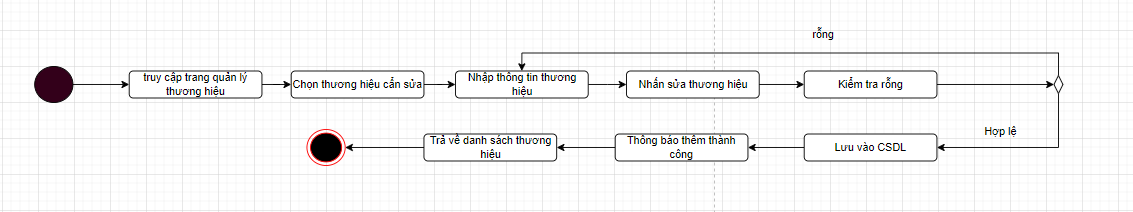 rỗng
truy cập trang quản lý
thương hiệu
Chọn thương hiệu cần sửa
Nhập thông tin thương
hiệu
Nhấn sửa thương hiệu
Kiểm tra rỗng
Hợp lệ
Lưu vào CSDL
Thông báo thêm thành
công
Trả về danh sách thương
hiệu